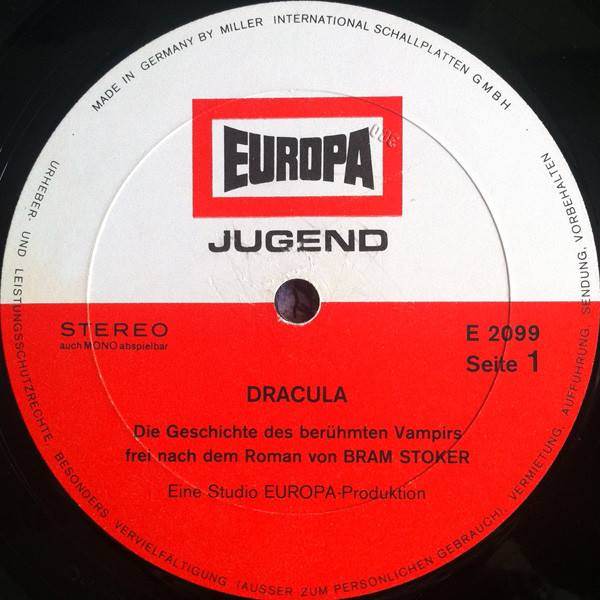 MADE IN GERMANY BY MILLER INTERNATIONAL SCHALLPLATTEN GMBH
EUROPA
JUGEND
STEREO
auch MONO abspielbar
E 2099
Seite 1
DRACULA
Die Geschichte des berühmten Vampirs
frei nach dem Roman von BRAM STOKER
Eine Studio EUROPA-Produktion
URHEBER- UND LEISTUNGSSCHUTZRECHTE BESONDERS VERVIELFÄLTIGUNG (AUSSER ZUM PERSÖNLICHEN GEBRAUCH), VERMIETUNG, AUFFÜHRUNG, SENDUNG, VORBEHALTEN